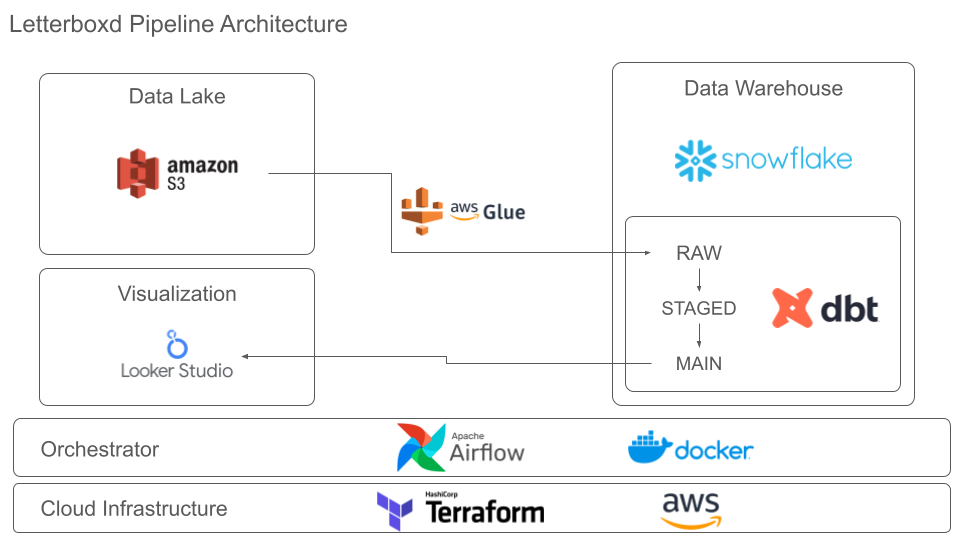 Letterboxd Pipeline Architecture
Data Lake
amazon
S3
aws
Glue
Data Warehouse
snowflake
RAW
STAGED
MAIN
dbt
Visualization
Looker Studio
Orchestrator
Apache
Airflow
docker
Cloud Infrastructure
HashiCorp
Terraform
aws